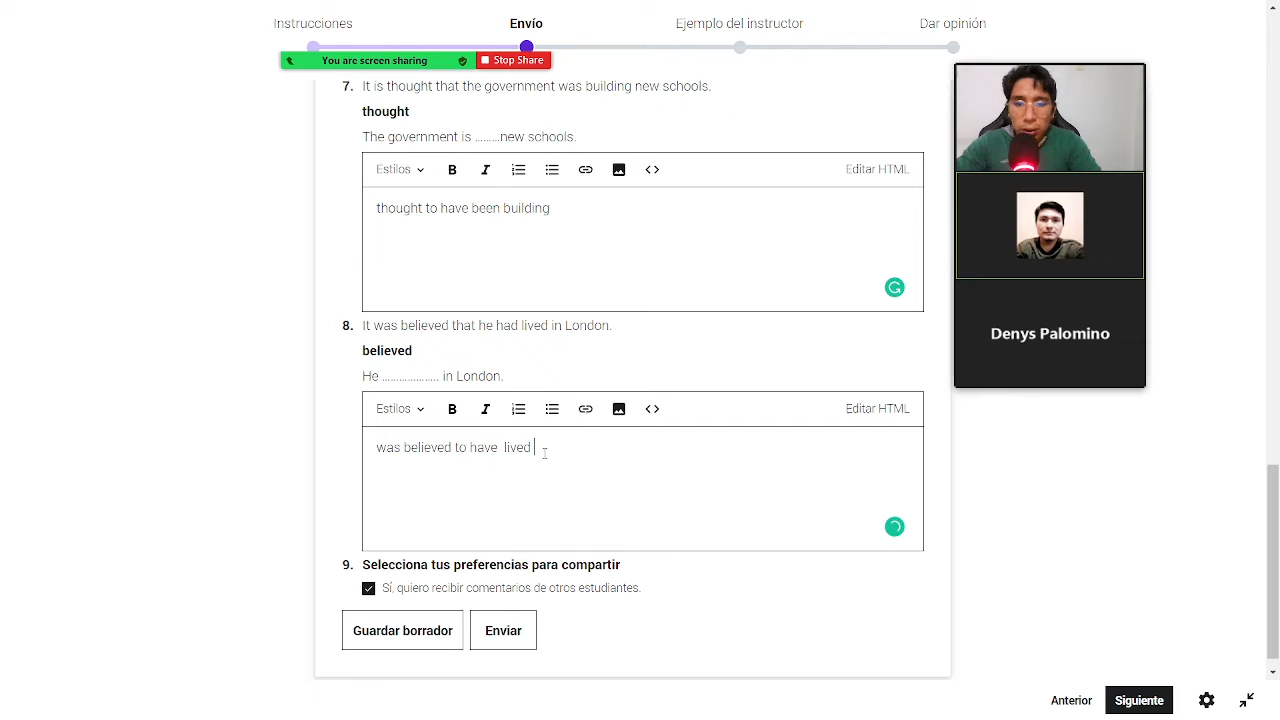 Instrucciones
Envío
Ejemplo del instructor
Dar opinión
You are screen sharing
Stop Share
7. It is thought that the government was building new schools.
thought
The government is .........new schools.
Estilos
B
I
Editar HTML
thought to have been building
8. It was believed that he had lived in London.
believed
He ................... in London.
Estilos
B
I
Editar HTML
was believed to have  lived
9. Selecciona tus preferencias para compartir
Sí, quiero recibir comentarios de otros estudiantes.
Guardar borrador
Enviar
Denys Palomino
Anterior
Siguiente